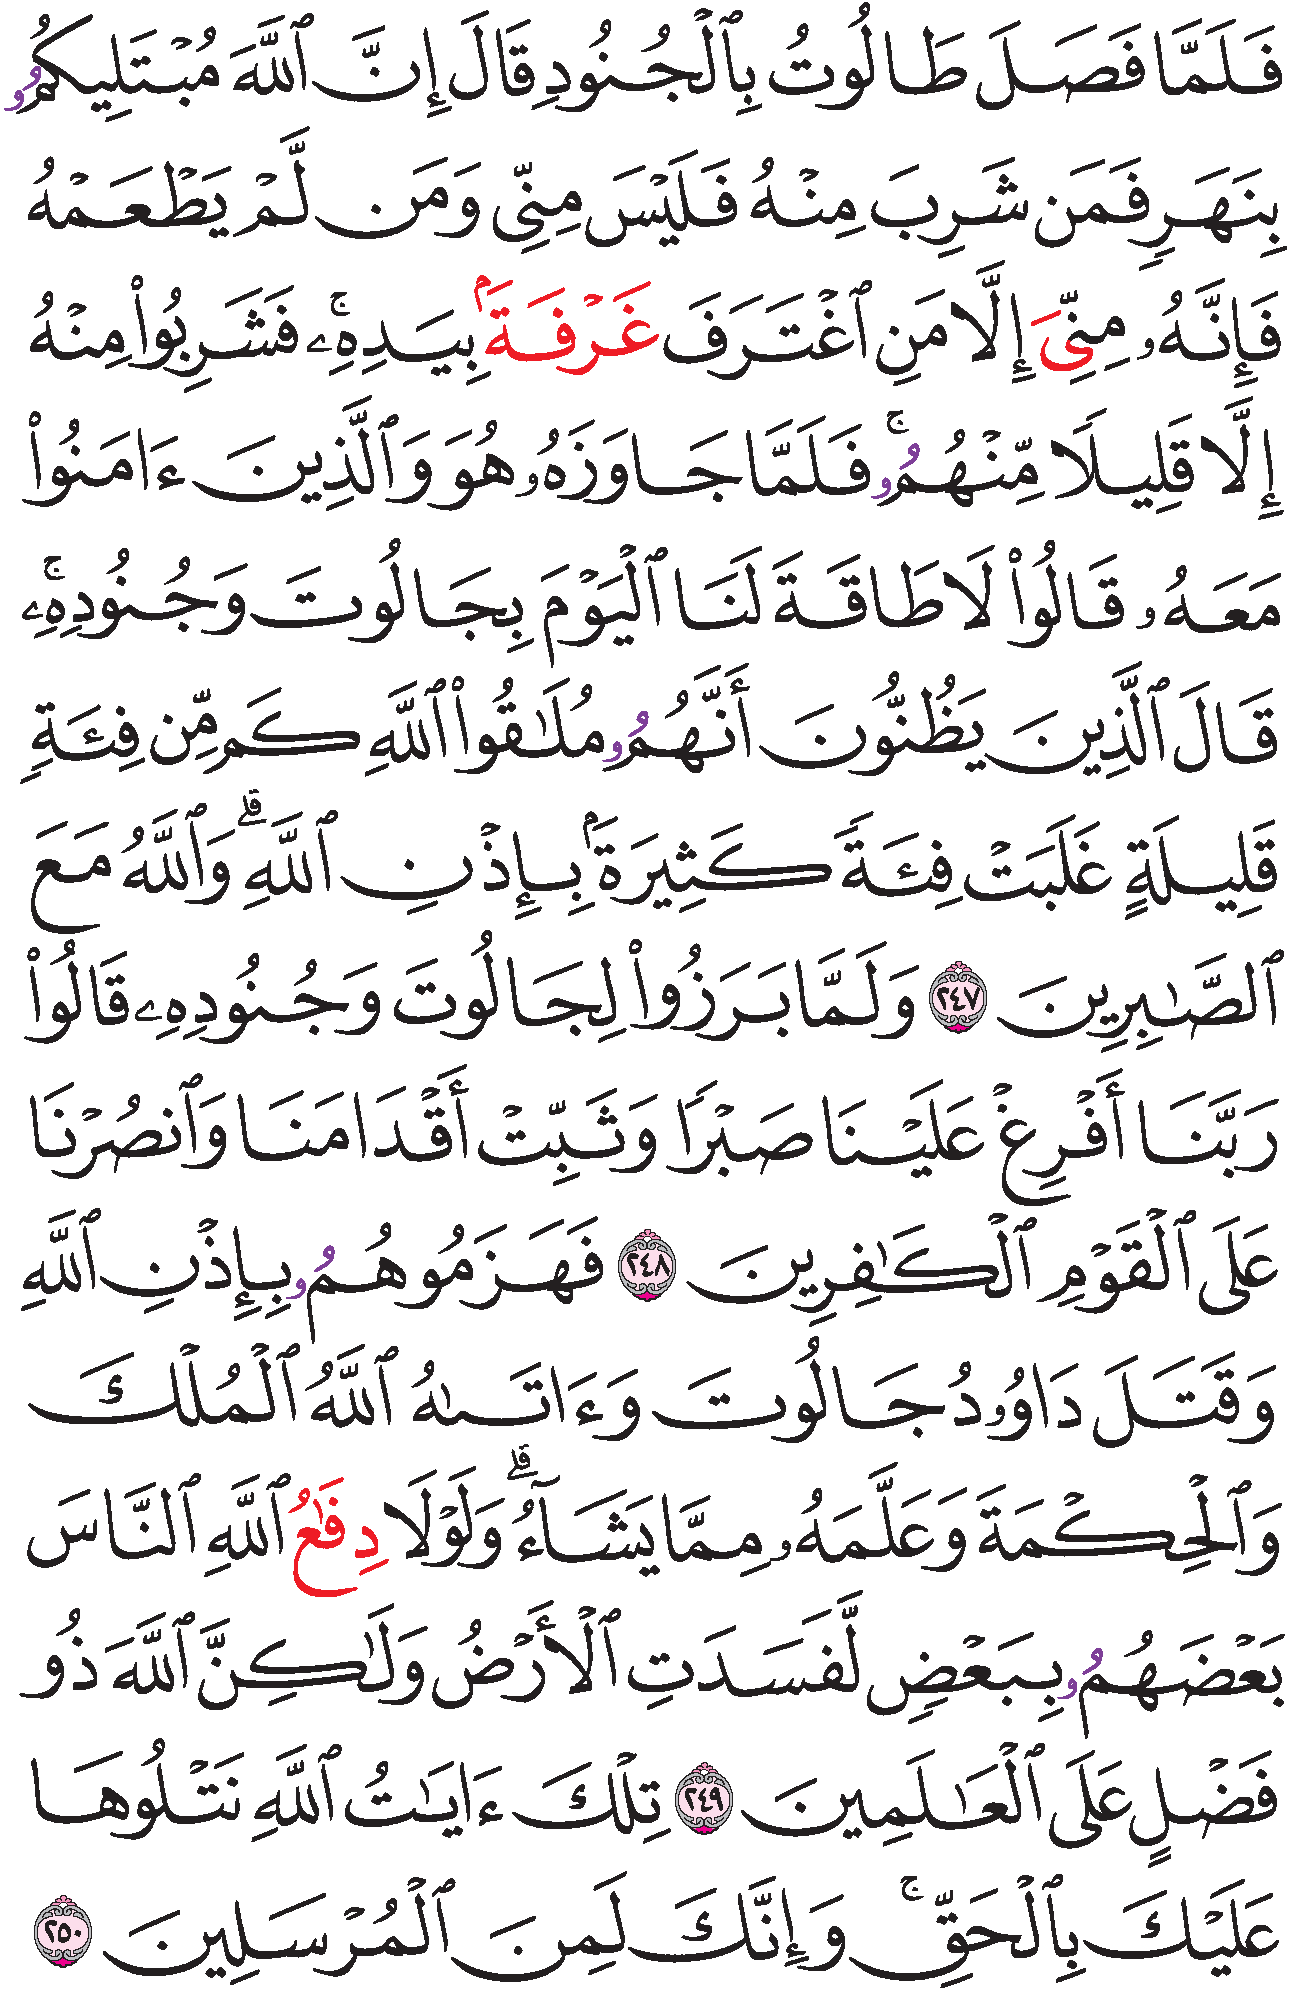 فَلَمَّا فَصَلَ طَالُوتُ بِٱلْجُنُودِ قَالَ إِنَّ ٱللَّهَ مُبْتَلِيكُمُۥ
بِنَهَرٍ فَمَن شَرِبَ مِنْهُ فَلَيْسَ مِنِّى وَمَن لَّمْ يَطْعَمْهُ
فَإِنَّهُۥ مِنِّىَ إِلَّا مَنِ ٱغْتَرَفَ غَرْفَةَۢ بِيَدِهِۦۚ فَشَرِبُوا۟ مِنْهُ
إِلَّا قَلِيلًا مِّنْهُمُۥۚ فَلَمَّا جَاوَزَهُۥ هُوَ وَٱلَّذِينَ ءَامَنُوا۟
مَعَهُۥ قَالُوا۟ لَا طَاقَةَ لَنَا ٱلْيَوْمَ بِجَالُوتَ وَجُنُودِهِۦۚ
قَالَ ٱلَّذِينَ يَظُنُّونَ أَنَّهُمُۥ مُلَٰقُوا۟ ٱللَّهِ كَم مِّن فِئَةٍ
قَلِيلَةٍ غَلَبَتْ فِئَةً كَثِيرَةَۢ بِإِذْنِ ٱللَّهِۗ وَٱللَّهُ مَعَ
ٱلصَّٰبِرِينَ ٢٤٧ وَلَمَّا بَرَزُوا۟ لِجَالُوتَ وَجُنُودِهِۦ قَالُوا۟
رَبَّنَا أَفْرِغْ عَلَيْنَا صَبْرًا وَثَبِّتْ أَقْدَامَنَا وَٱنصُرْنَا
عَلَى ٱلْقَوْمِ ٱلْكَٰفِرِينَ ٢٤٨ فَهَزَمُوهُمُۥ بِإِذْنِ ٱللَّهِ
وَقَتَلَ دَاوُۥدُ جَالُوتَ وَءَاتَىٰهُ ٱللَّهُ ٱلْمُلْكَ
وَٱلْحِكْمَةَ وَعَلَّمَهُۥ مِمَّا يَشَآءُۗ وَلَوْلَا دِفَٰعُ ٱللَّهِ ٱلنَّاسَ
بَعْضَهُمُۥ بِبَعْضٍ لَّفَسَدَتِ ٱلْأَرْضُ وَلَٰكِنَّ ٱللَّهَ ذُو
فَضْلٍ عَلَى ٱلْعَٰلَمِينَ ٢٤٩ تِلْكَ ءَايَٰتُ ٱللَّهِ نَتْلُوهَا
عَلَيْكَ بِٱلْحَقِّۚ وَإِنَّكَ لَمِنَ ٱلْمُرْسَلِينَ ٢٥٠